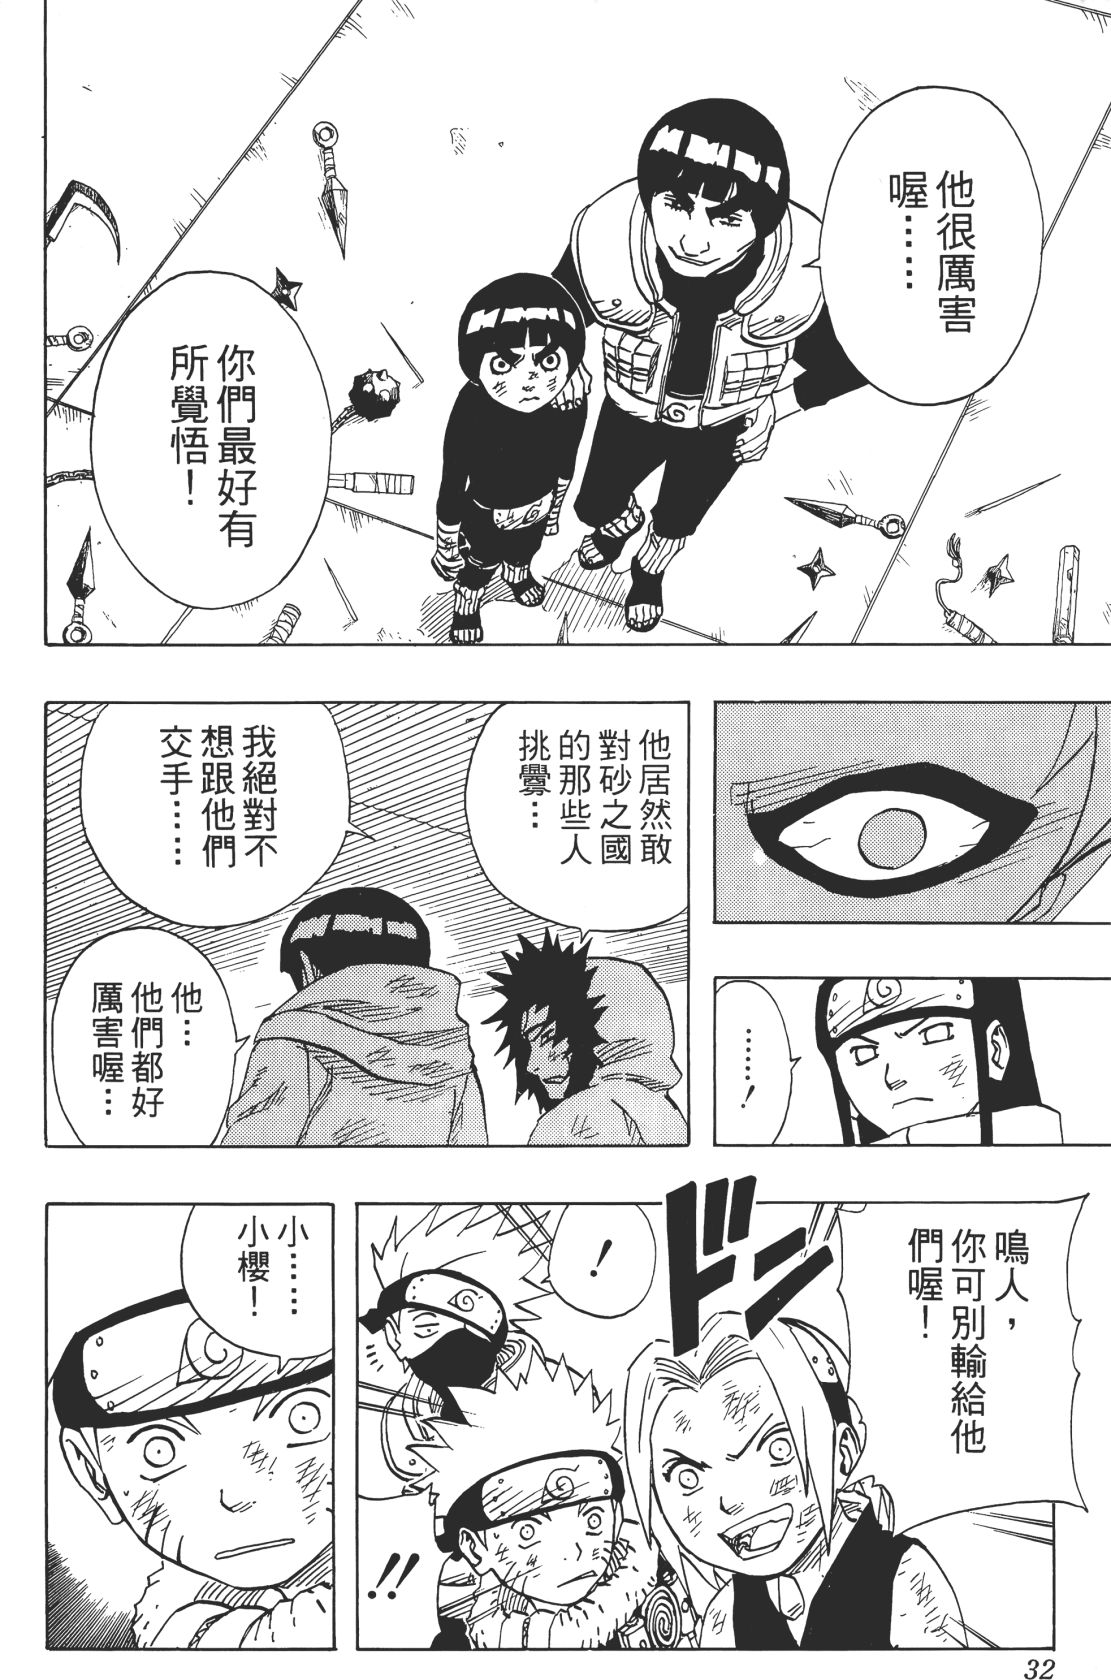 他很厲害
喔⋯⋯
你們最好有
所覺悟！
他居然敢
對砂之國
的那些人
挑釁⋯
我絕對不
想跟他們
交手⋯⋯
他⋯
他們都好
厲害喔⋯
⋯⋯！
鳴人，
你可別輸給他
們喔！
ドン
！
！！
小⋯⋯
小櫻！
32